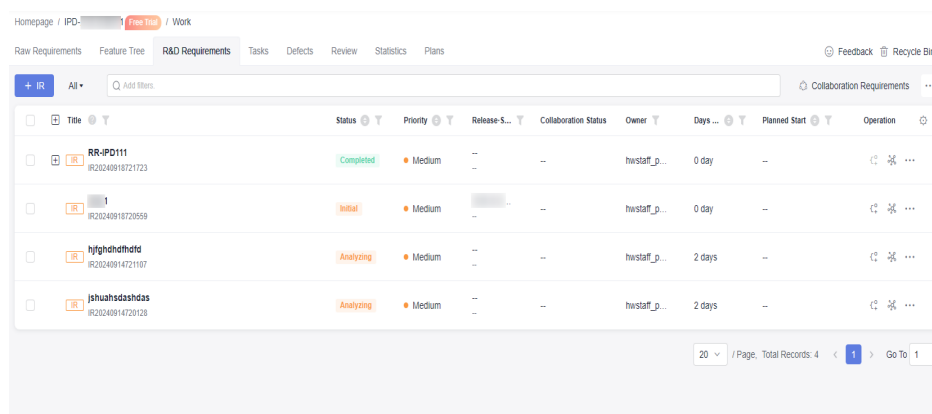 Homepage / IPD- 1 Free Trial / Work
Raw Requirements Feature Tree R&D Requirements Tasks Defects Review Statistics Plans Feedback Recycle Bin
+ IR All Add filters. Collaboration Requirements ...
Title Status Priority Release-S... Collaboration Status Owner Days ... Planned Start Operation
IR RR-IPD111 Completed Medium -- -- hwstaff_p... 0 day --
IR20240918721723 --
IR 1 Initial Medium .. -- hwstaff_p... 0 day --
IR20240918720559 --
IR hjfghdhdfhdfd Analyzing Medium -- -- hwstaff_p... 2 days --
IR20240914721107 --
IR jshuahsdashdas Analyzing Medium -- -- hwstaff_p... 2 days --
IR20240914720128 --
20 / Page, Total Records: 4 < 1 > Go To 1